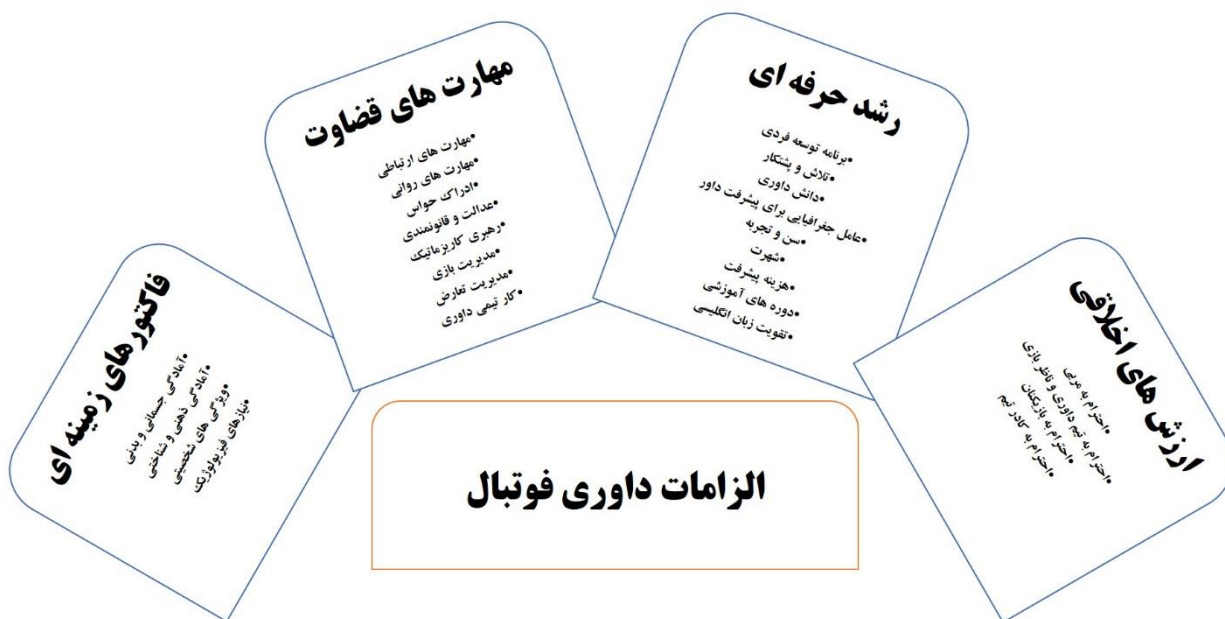 رشد حرفه ای
•برنامه توسعه فردی
•تلاش و پشتکار
•دانش داوری
•عامل جغرافیایی برای پیشرفت داور
•سن و تجربه
•شهرت
•هزینه پیشرفت
•دوره های آموزشی
•تقویت زبان انگلیسی
مهارت های قضاوت
•مهارت های ارتباطی
•مهارت های روانی
•ادراک حواس
•عدالت و قانونمندی
•رهبری کاریزماتیک
•مدیریت بازی
•مدیریت تعارض
•کار تیمی داوری
ارزش های اخلاقی
•احترام به مربی
•احترام به تیم داوری و ناظر بازی
•احترام به بازیکنان
•احترام به کادر تیم
فاکتورهای زمینه ای
•آمادگی جسمانی و بدنی
•آمادگی ذهنی و شناختی
•ویژگی های شخصیتی
•نیازهای فیزیولوژیک
الزامات داوری فوتبال